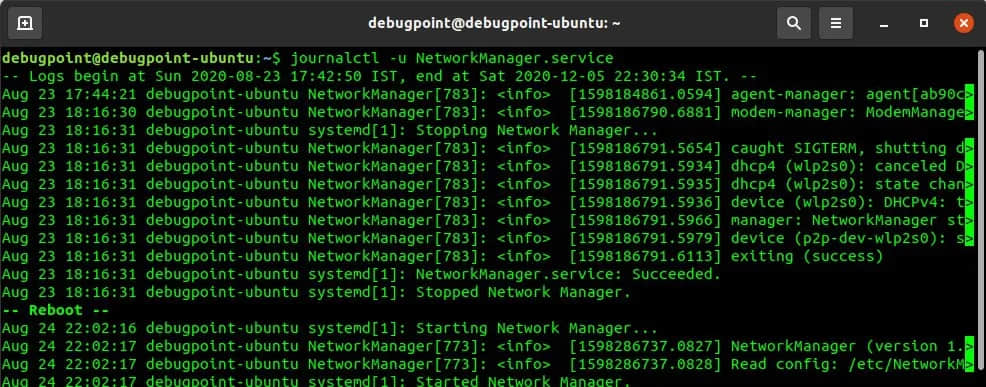 debugpoint@debugpoint-ubuntu: ~
debugpoint@debugpoint-ubuntu:~$ journalctl -u NetworkManager.service
-- Logs begin at Sun 2020-08-23 17:42:50 IST, end at Sat 2020-12-05 22:30:34 IST. --
Aug 23 17:44:21 debugpoint-ubuntu NetworkManager[783]: <info>  [1598184861.0594] agent-manager: agent[ab90c>
Aug 23 18:16:30 debugpoint-ubuntu NetworkManager[783]: <info>  [1598186790.6881] modem-manager: ModemManage>
Aug 23 18:16:31 debugpoint-ubuntu systemd[1]: Stopping Network Manager...
Aug 23 18:16:31 debugpoint-ubuntu NetworkManager[783]: <info>  [1598186791.5654] caught SIGTERM, shutting d>
Aug 23 18:16:31 debugpoint-ubuntu NetworkManager[783]: <info>  [1598186791.5934] dhcp4 (wlp2s0): canceled D>
Aug 23 18:16:31 debugpoint-ubuntu NetworkManager[783]: <info>  [1598186791.5935] dhcp4 (wlp2s0): state chan>
Aug 23 18:16:31 debugpoint-ubuntu NetworkManager[783]: <info>  [1598186791.5936] device (wlp2s0): DHCPv4: t>
Aug 23 18:16:31 debugpoint-ubuntu NetworkManager[783]: <info>  [1598186791.5966] manager: NetworkManager st>
Aug 23 18:16:31 debugpoint-ubuntu NetworkManager[783]: <info>  [1598186791.5979] device (p2p-dev-wlp2s0): s>
Aug 23 18:16:31 debugpoint-ubuntu NetworkManager[783]: <info>  [1598186791.6113] exiting (success)
Aug 23 18:16:31 debugpoint-ubuntu systemd[1]: NetworkManager.service: Succeeded.
Aug 23 18:16:31 debugpoint-ubuntu systemd[1]: Stopped Network Manager.
-- Reboot --
Aug 24 22:02:16 debugpoint-ubuntu systemd[1]: Starting Network Manager...
Aug 24 22:02:17 debugpoint-ubuntu NetworkManager[773]: <info>  [1598286737.0827] NetworkManager (version 1.>
Aug 24 22:02:17 debugpoint-ubuntu NetworkManager[773]: <info>  [1598286737.0828] Read config: /etc/NetworkM>
Aug 24 22:02:17 debugpoint-ubuntu systemd[1]: Started Network Manager.